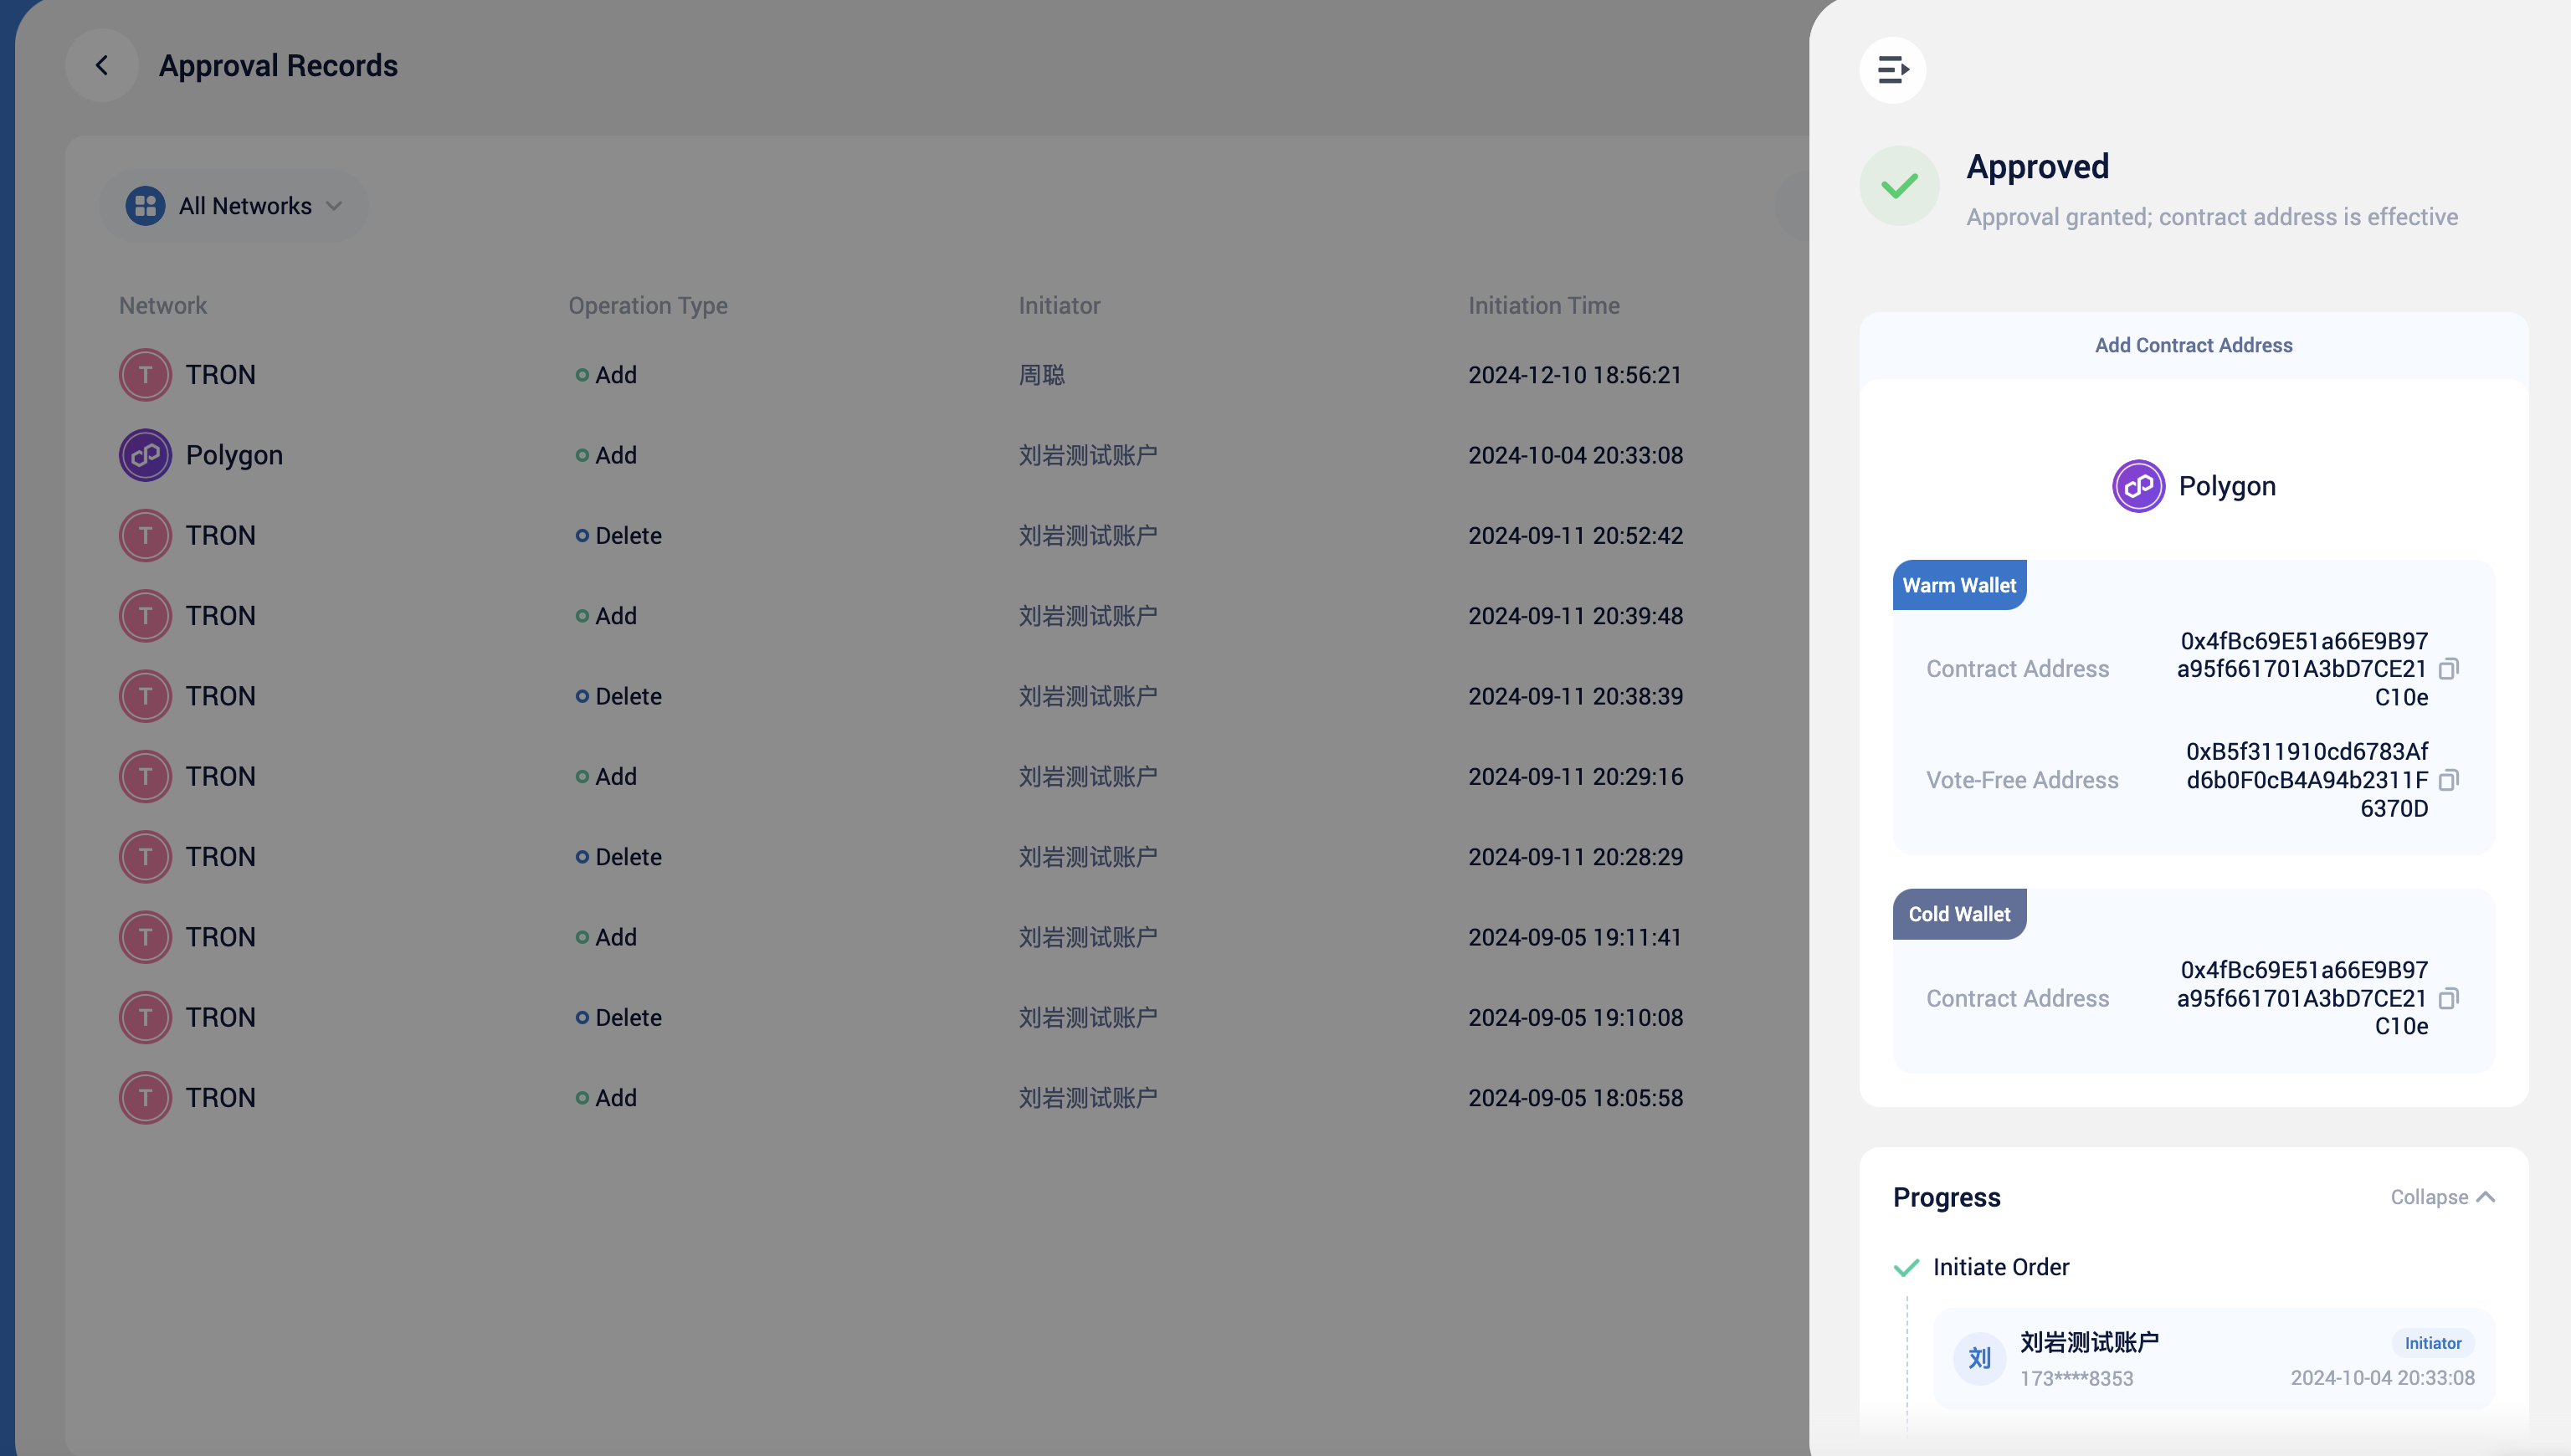 Approval Records
All Networks
Network Operation Type Initiator Initiation Time
T TRON Add 周聪 2024-12-10 18:56:21
Polygon Add 刘岩测试账户 2024-10-04 20:33:08
T TRON Delete 刘岩测试账户 2024-09-11 20:52:42
T TRON Add 刘岩测试账户 2024-09-11 20:39:48
T TRON Delete 刘岩测试账户 2024-09-11 20:38:39
T TRON Add 刘岩测试账户 2024-09-11 20:29:16
T TRON Delete 刘岩测试账户 2024-09-11 20:28:29
T TRON Add 刘岩测试账户 2024-09-05 19:11:41
T TRON Delete 刘岩测试账户 2024-09-05 19:10:08
T TRON Add 刘岩测试账户 2024-09-05 18:05:58
Approved
Approval granted; contract address is effective
Add Contract Address
Polygon
Warm Wallet
Contract Address
0x4fBc69E51a66E9B97
a95f661701A3bD7CE21
C10e
Vote-Free Address
0xB5f311910cd6783Af
d6b0F0cB4A94b2311F
6370D
Cold Wallet
Contract Address
0x4fBc69E51a66E9B97
a95f661701A3bD7CE21
C10e
Progress Collapse
Initiate Order
刘 刘岩测试账户 Initiator
173****8353 2024-10-04 20:33:08